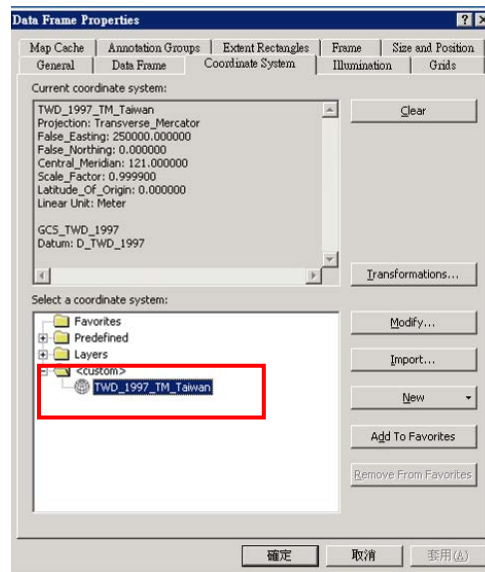 Data Frame Properties
Map Cache Annotation Groups Extent Rectangles Frame Size and Position
General Data Frame Coordinate System Illumination Grids
Current coordinate system:
TWD_1997_TM_Taiwan
Projection: Transverse_Mercator
False_Easting: 250000.000000
False_Northing: 0.000000
Central_Meridian: 121.000000
Scale_Factor: 0.999900
Latitude_Of_Origin: 0.000000
Linear Unit: Meter
GCS_TWD_1997
Datum: D_TWD_1997
Clear
Transformations...
Select a coordinate system:
Favorites
Predefined
Layers
<custom>
TWD_1997_TM_Taiwan
Modify...
Import...
New
Add To Favorites
Remove From Favorites
確定 取消 套用(A)